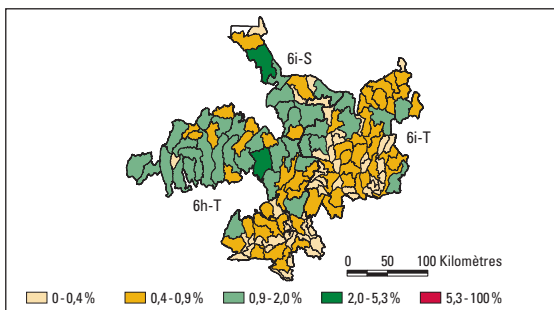 6i-S
6i-T
6h-T
0 50 100 Kilomètres
0 - 0,4 % 0,4 - 0,9 % 0,9 - 2,0 % 2,0 - 5,3 % 5,3 - 100 %